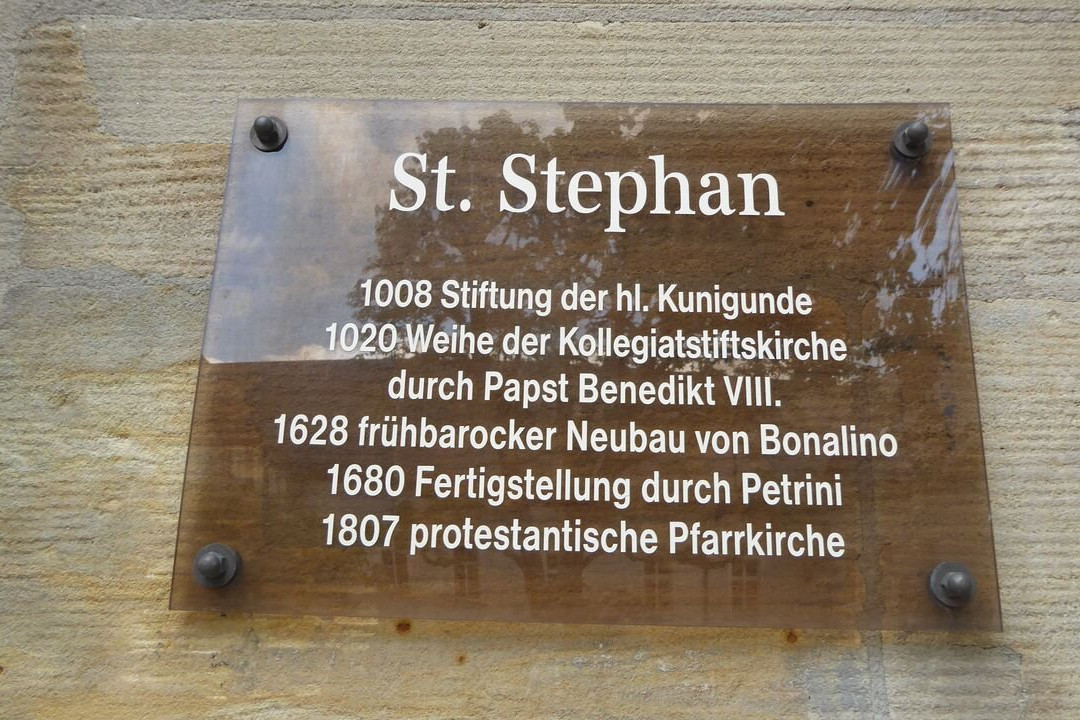 St. Stephan
1008 Stiftung der hl. Kunigunde
1020 Weihe der Kollegiatstiftskirche
durch Papst Benedikt VIII.
1628 frühbarocker Neubau von Bonalino
1680 Fertigstellung durch Petrini
1807 protestantische Pfarrkirche